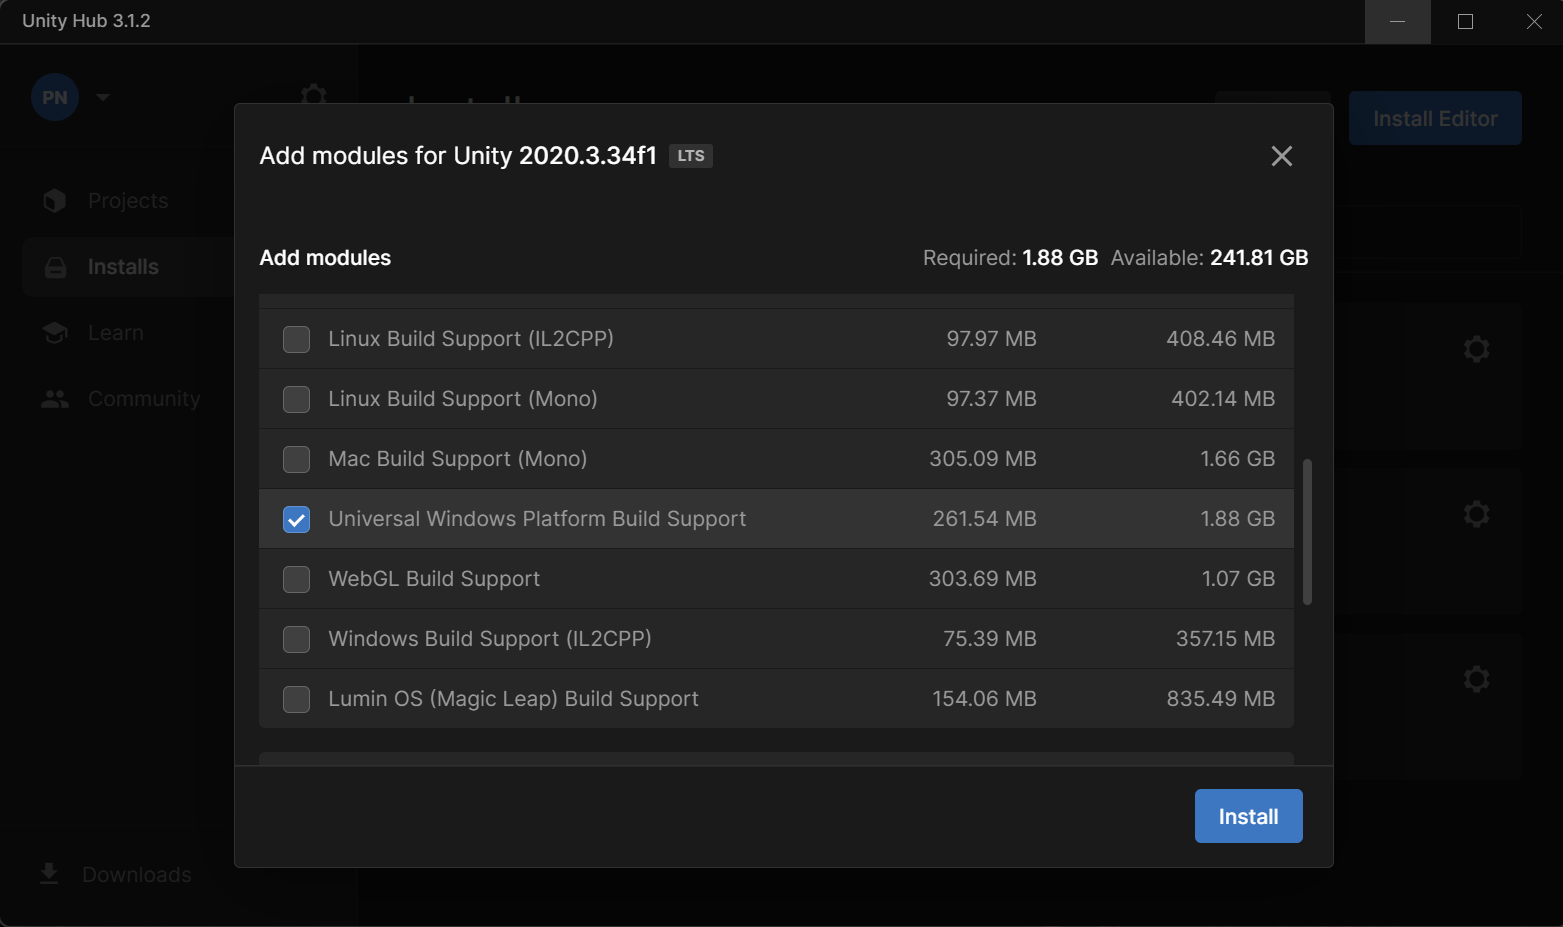 Unity Hub 3.1.2
PN
Install Editor
Projects
Installs
Learn
Community
Downloads
Add modules for Unity 2020.3.34f1 LTS
Add modules
Required: 1.88 GB Available: 241.81 GB
Linux Build Support (IL2CPP) 97.97 MB 408.46 MB
Linux Build Support (Mono) 97.37 MB 402.14 MB
Mac Build Support (Mono) 305.09 MB 1.66 GB
Universal Windows Platform Build Support 261.54 MB 1.88 GB
WebGL Build Support 303.69 MB 1.07 GB
Windows Build Support (IL2CPP) 75.39 MB 357.15 MB
Lumin OS (Magic Leap) Build Support 154.06 MB 835.49 MB
Install